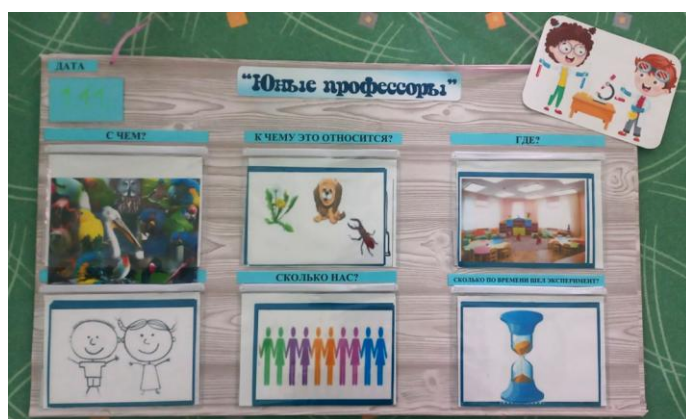 ДАТА
"Юные профессоры"
С ЧЕМ?
К ЧЕМУ ЭТО ОТНОСИТСЯ?
ГДЕ?
СКОЛЬКО НАС?
СКОЛЬКО ПО ВРЕМЕНИ ШЕЛ ЭКСПЕРИМЕНТ?